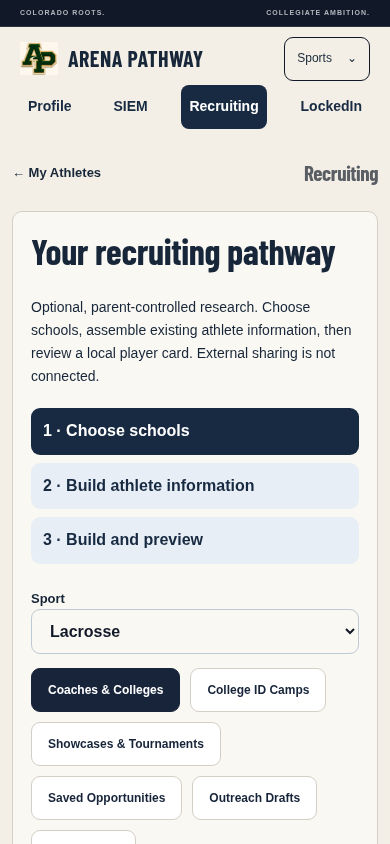 COLORADO ROOTS.
COLLEGIATE AMBITION.
AP
ARENA PATHWAY
Sports
Profile
SIEM
Recruiting
LockedIn
← My Athletes
Recruiting
Your recruiting pathway
Optional, parent-controlled research. Choose
schools, assemble existing athlete information, then
review a local player card. External sharing is not
connected.
1 · Choose schools
2 · Build athlete information
3 · Build and preview
Sport
Lacrosse
Coaches & Colleges
College ID Camps
Showcases & Tournaments
Saved Opportunities
Outreach Drafts